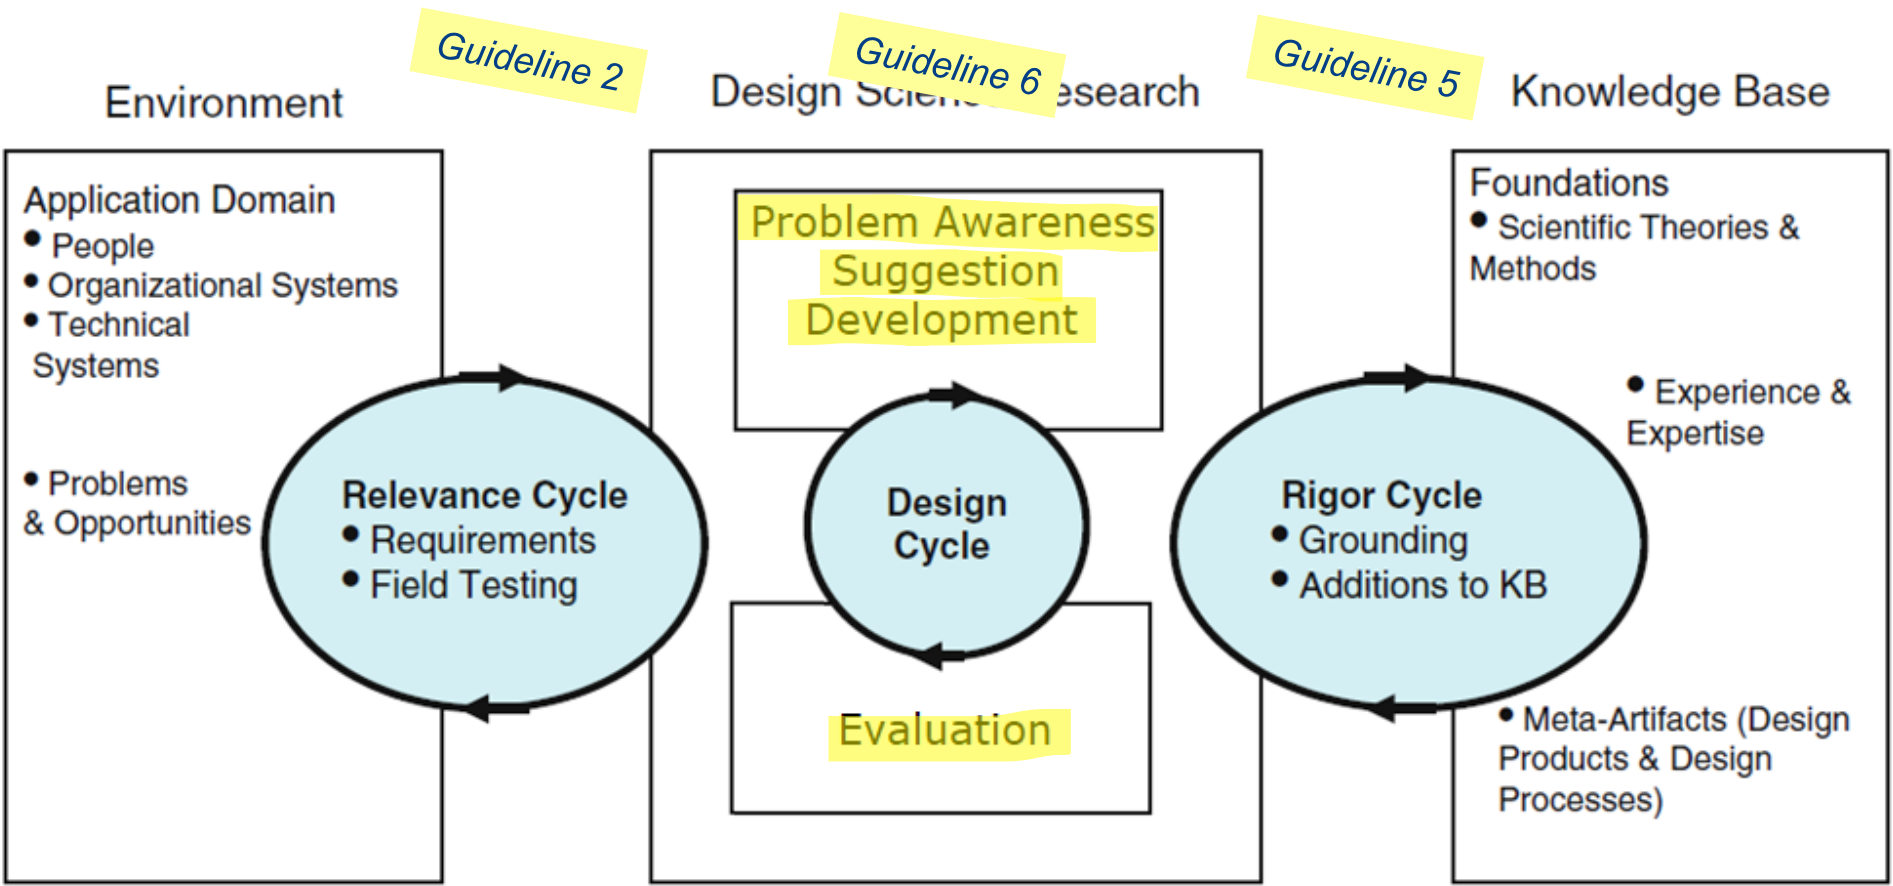 Guideline 2
Guideline 6
Guideline 5
Environment
Design Scien esearch
Knowledge Base
Application Domain
• People
• Organizational Systems
• Technical
Systems
• Problems
& Opportunities
Relevance Cycle
• Requirements
• Field Testing
Problem Awareness
Suggestion
Development
Design
Cycle
Evaluation
Rigor Cycle
• Grounding
• Additions to KB
Foundations
• Scientific Theories &
Methods
• Experience &
Expertise
• Meta-Artifacts (Design
Products & Design
Processes)